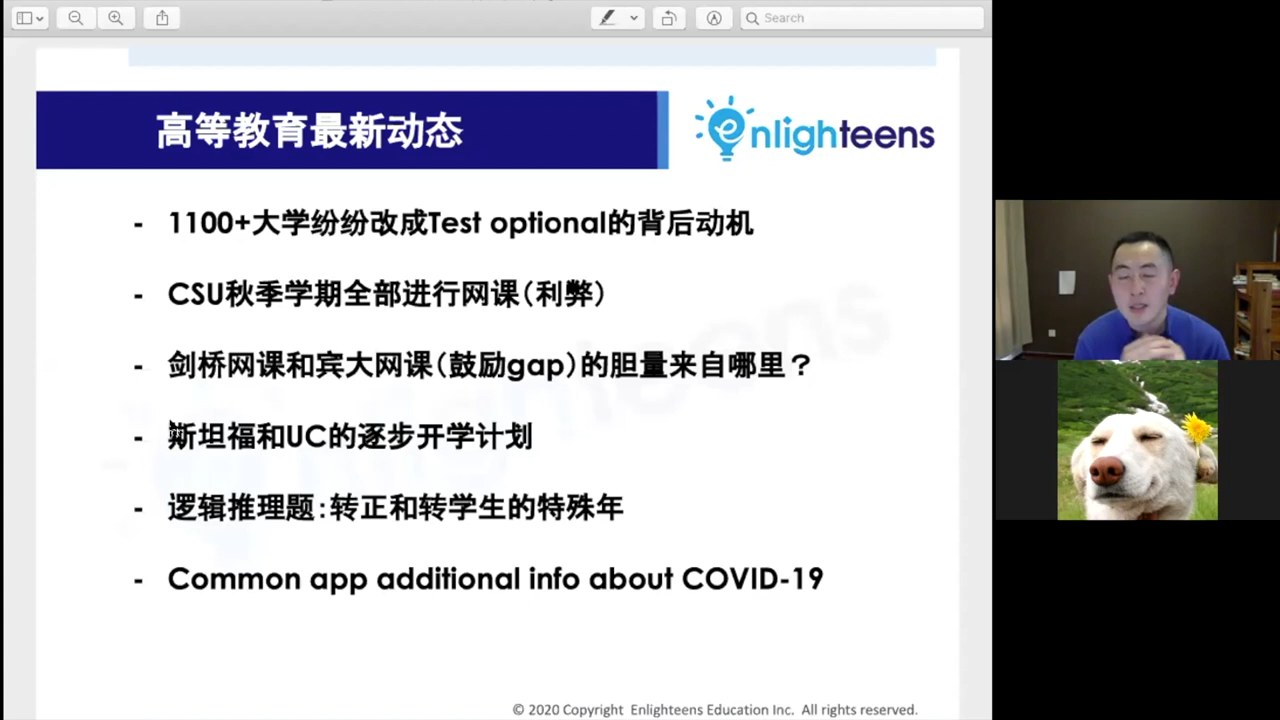 Search
高等教育最新动态
enlighteens
- 1100+大学纷纷改成Test optional的背后动机
- CSU秋季学期全部进行网课（利弊）
- 剑桥网课和宾大网课（鼓励gap）的胆量来自哪里？
- 斯坦福和UC的逐步开学计划
- 逻辑推理题：转正和转学生的特殊年
- Common app additional info about COVID-19
© 2020 Copyright Enlighteens Education Inc. All rights reserved.